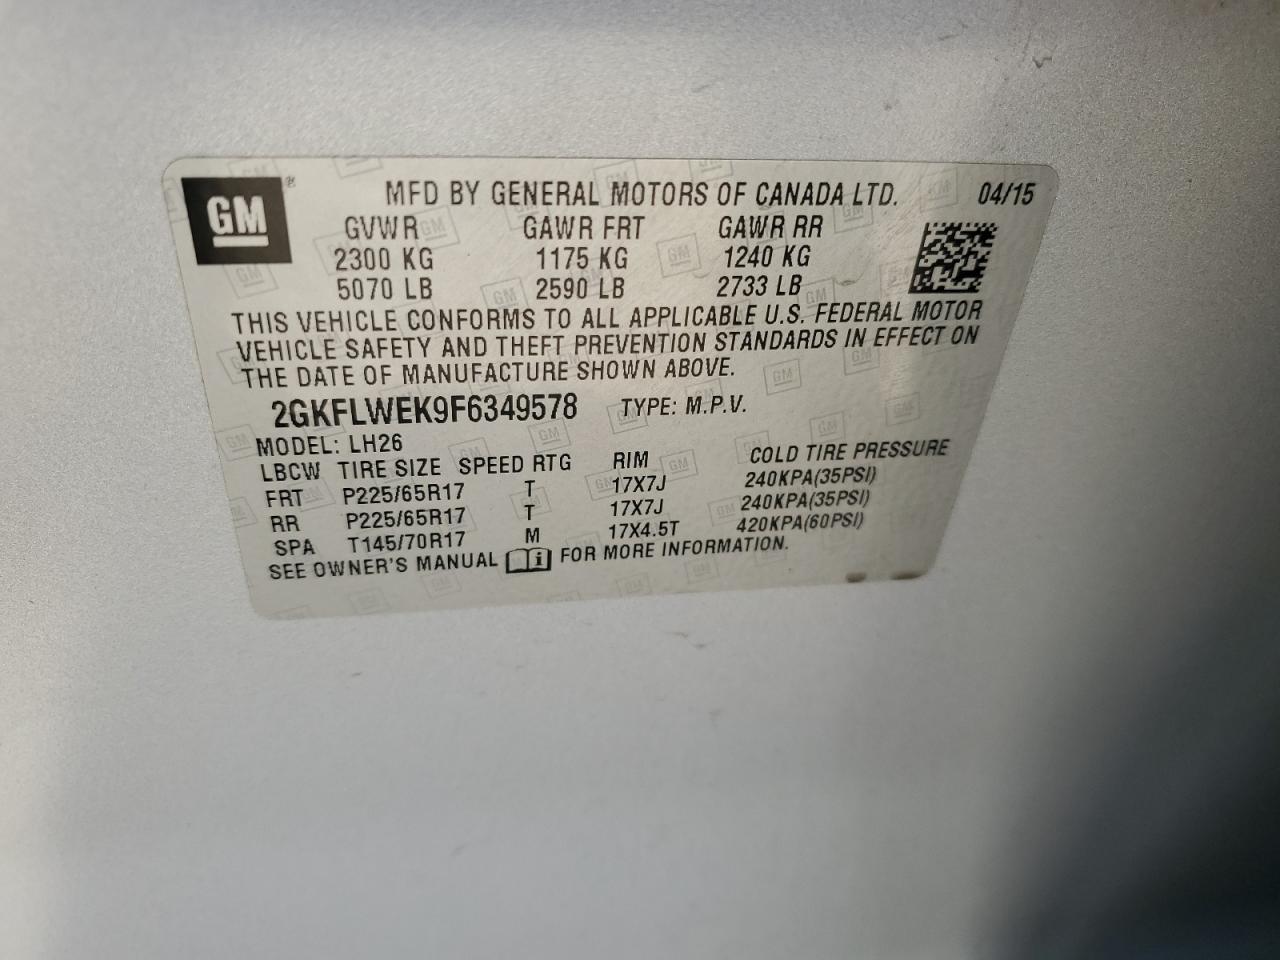 GM®
MFD BY GENERAL MOTORS OF CANADA LTD. 04/15
GVWR GAWR FRT GAWR RR
2300 KG 1175 KG 1240 KG
5070 LB 2590 LB 2733 LB
THIS VEHICLE CONFORMS TO ALL APPLICABLE U.S. FEDERAL MOTOR
VEHICLE SAFETY AND THEFT PREVENTION STANDARDS IN EFFECT ON
THE DATE OF MANUFACTURE SHOWN ABOVE.
2GKFLWEK9F6349578 TYPE: M.P.V.
MODEL: LH26
LBCW TIRE SIZE SPEED RTG RIM COLD TIRE PRESSURE
FRT P225/65R17 T 17X7J 240KPA(35PSI)
RR P225/65R17 T 17X7J 240KPA(35PSI)
SPA T145/70R17 M 17X4.5T 420KPA(60PSI)
SEE OWNER'S MANUAL i FOR MORE INFORMATION.